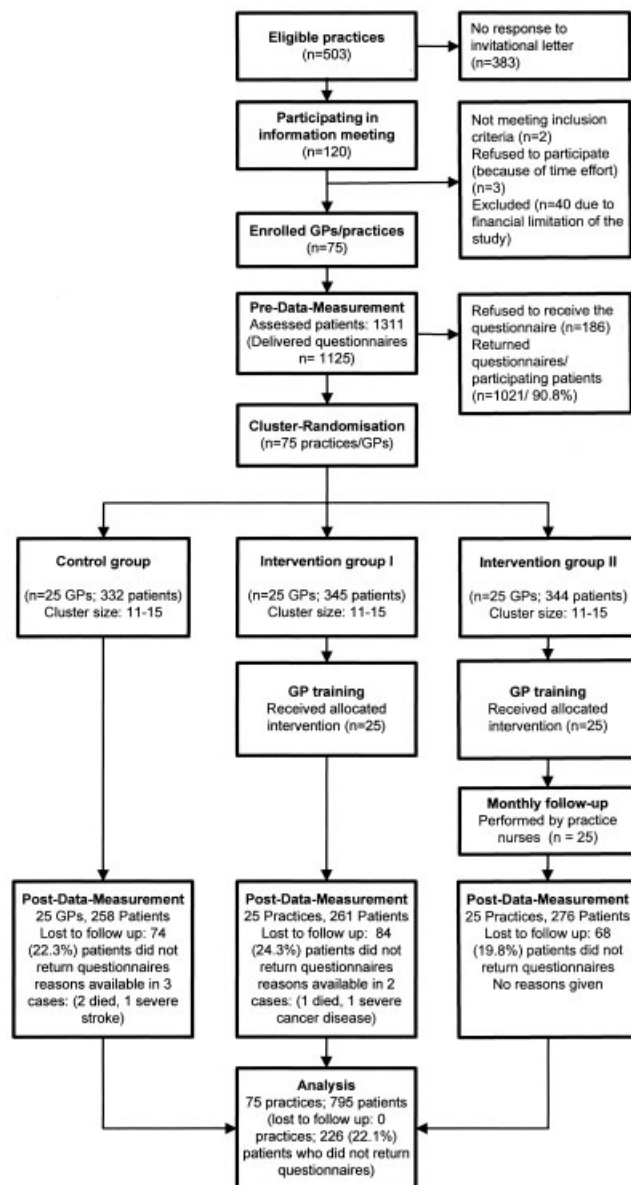 Eligible practices
(n=503)
No response to
invitational letter
(n=383)
Participating in
information meeting
(n=120)
Not meeting inclusion
criteria (n=2)
Refused to participate
(because of time effort)
(n=3)
Excluded (n=40 due to
financial limitation of the
study)
Enrolled GPs/practices
(n=75)
Pre-Data-Measurement
Assessed patients: 1311
(Delivered questionnaires
n= 1125)
Refused to receive the
questionnaire (n=186)
Returned
questionnaires/
participating patients
(n=1021/ 90.8%)
Cluster-Randomisation
(n=75 practices/GPs)
Control group
(n=25 GPs; 332 patients)
Cluster size: 11-15
Intervention group I
(n=25 GPs; 345 patients)
Cluster size: 11-15
Intervention group II
(n=25 GPs; 344 patients)
Cluster size: 11-15
GP training
Received allocated
intervention (n=25)
GP training
Received allocated
intervention (n=25)
Monthly follow-up
Performed by practice
nurses (n = 25)
Post-Data-Measurement
25 GPs, 258 Patients
Lost to follow up: 74
(22.3%) patients did not
return questionnaires
reasons available in 3
cases: (2 died, 1 severe
stroke)
Post-Data-Measurement
25 Practices, 261 Patients
Lost to follow up: 84
(24.3%) patients did not
return questionnaires
reasons available in 2
cases: (1 died, 1 severe
cancer disease)
Post-Data-Measurement
25 Practices, 276 Patients
Lost to follow up: 68
(19.8%) patients did not
return questionnaires
No reasons given
Analysis
75 practices; 795 patients
(lost to follow up: 0
practices; 226 (22.1%)
patients who did not return
questionnaires)